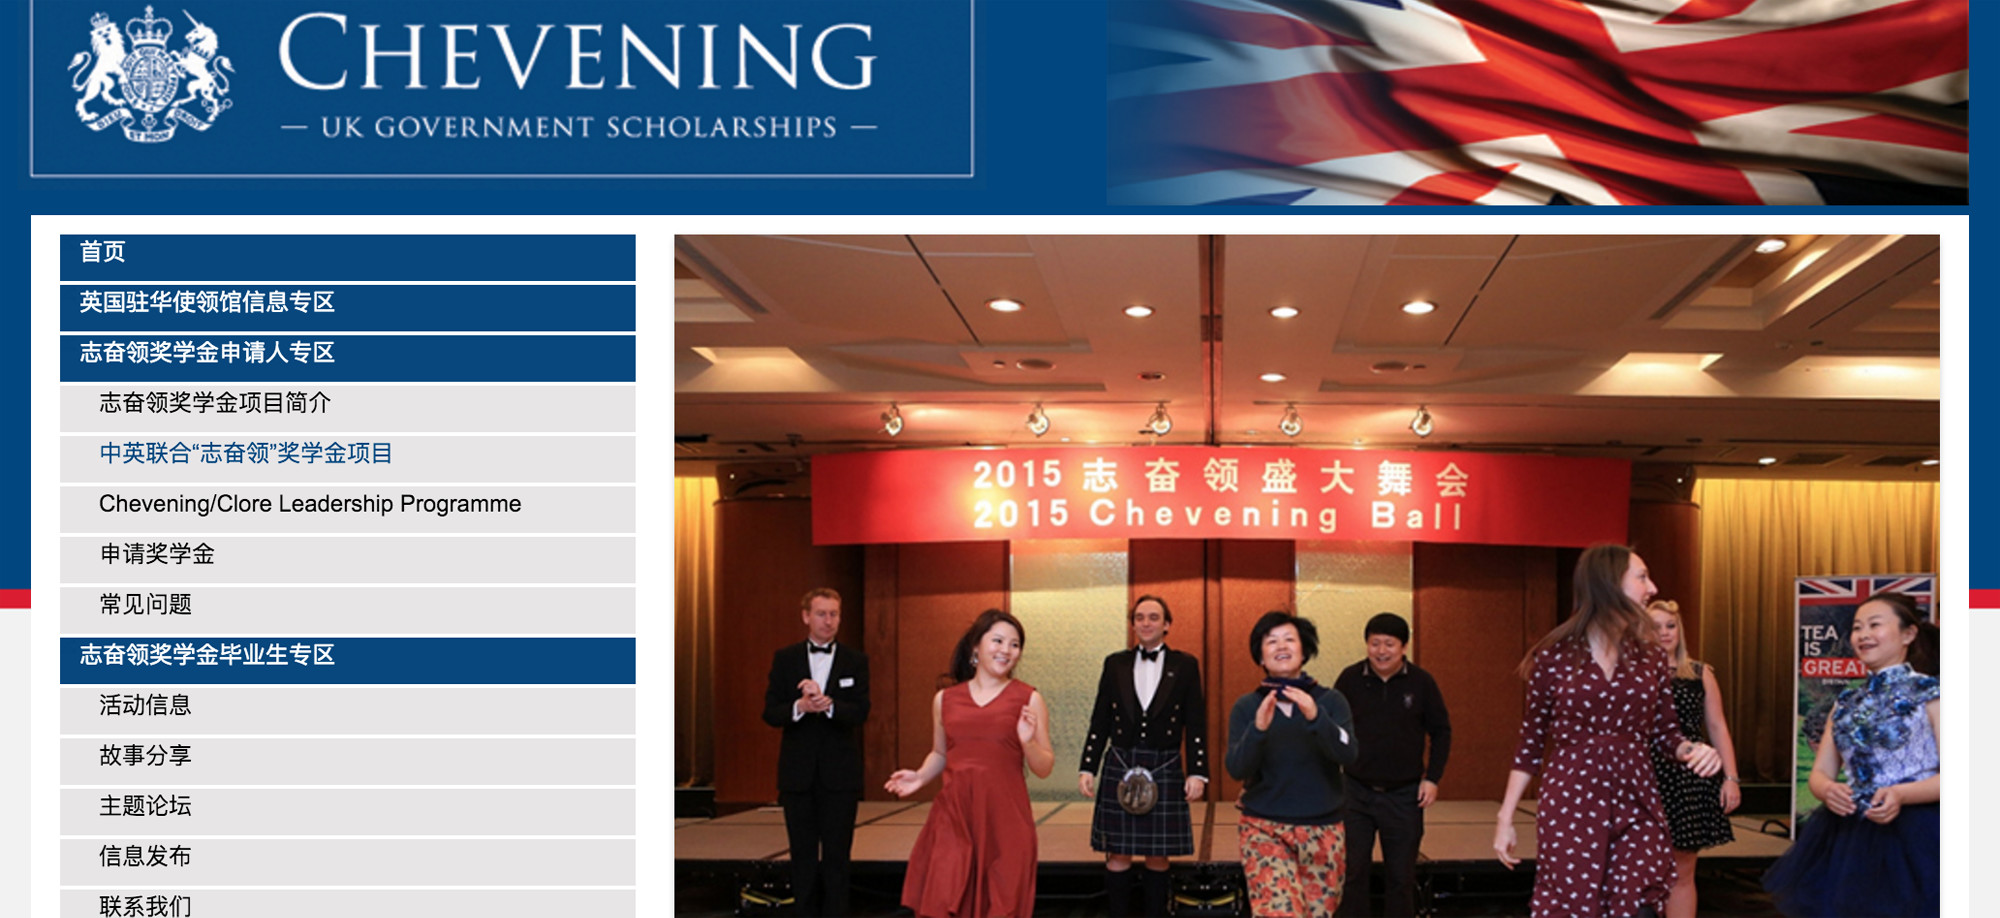 CHEVENING
— UK GOVERNMENT SCHOLARSHIPS —
首页
英国驻华使领馆信息专区
志奋领奖学金申请人专区
志奋领奖学金项目简介
中英联合“志奋领”奖学金项目
Chevening/Clore Leadership Programme
申请奖学金
常见问题
志奋领奖学金毕业生专区
活动信息
故事分享
主题论坛
信息发布
联系我们
2015 志奋领盛大舞会
2015 Chevening Ball
TEA
IS
GREAT